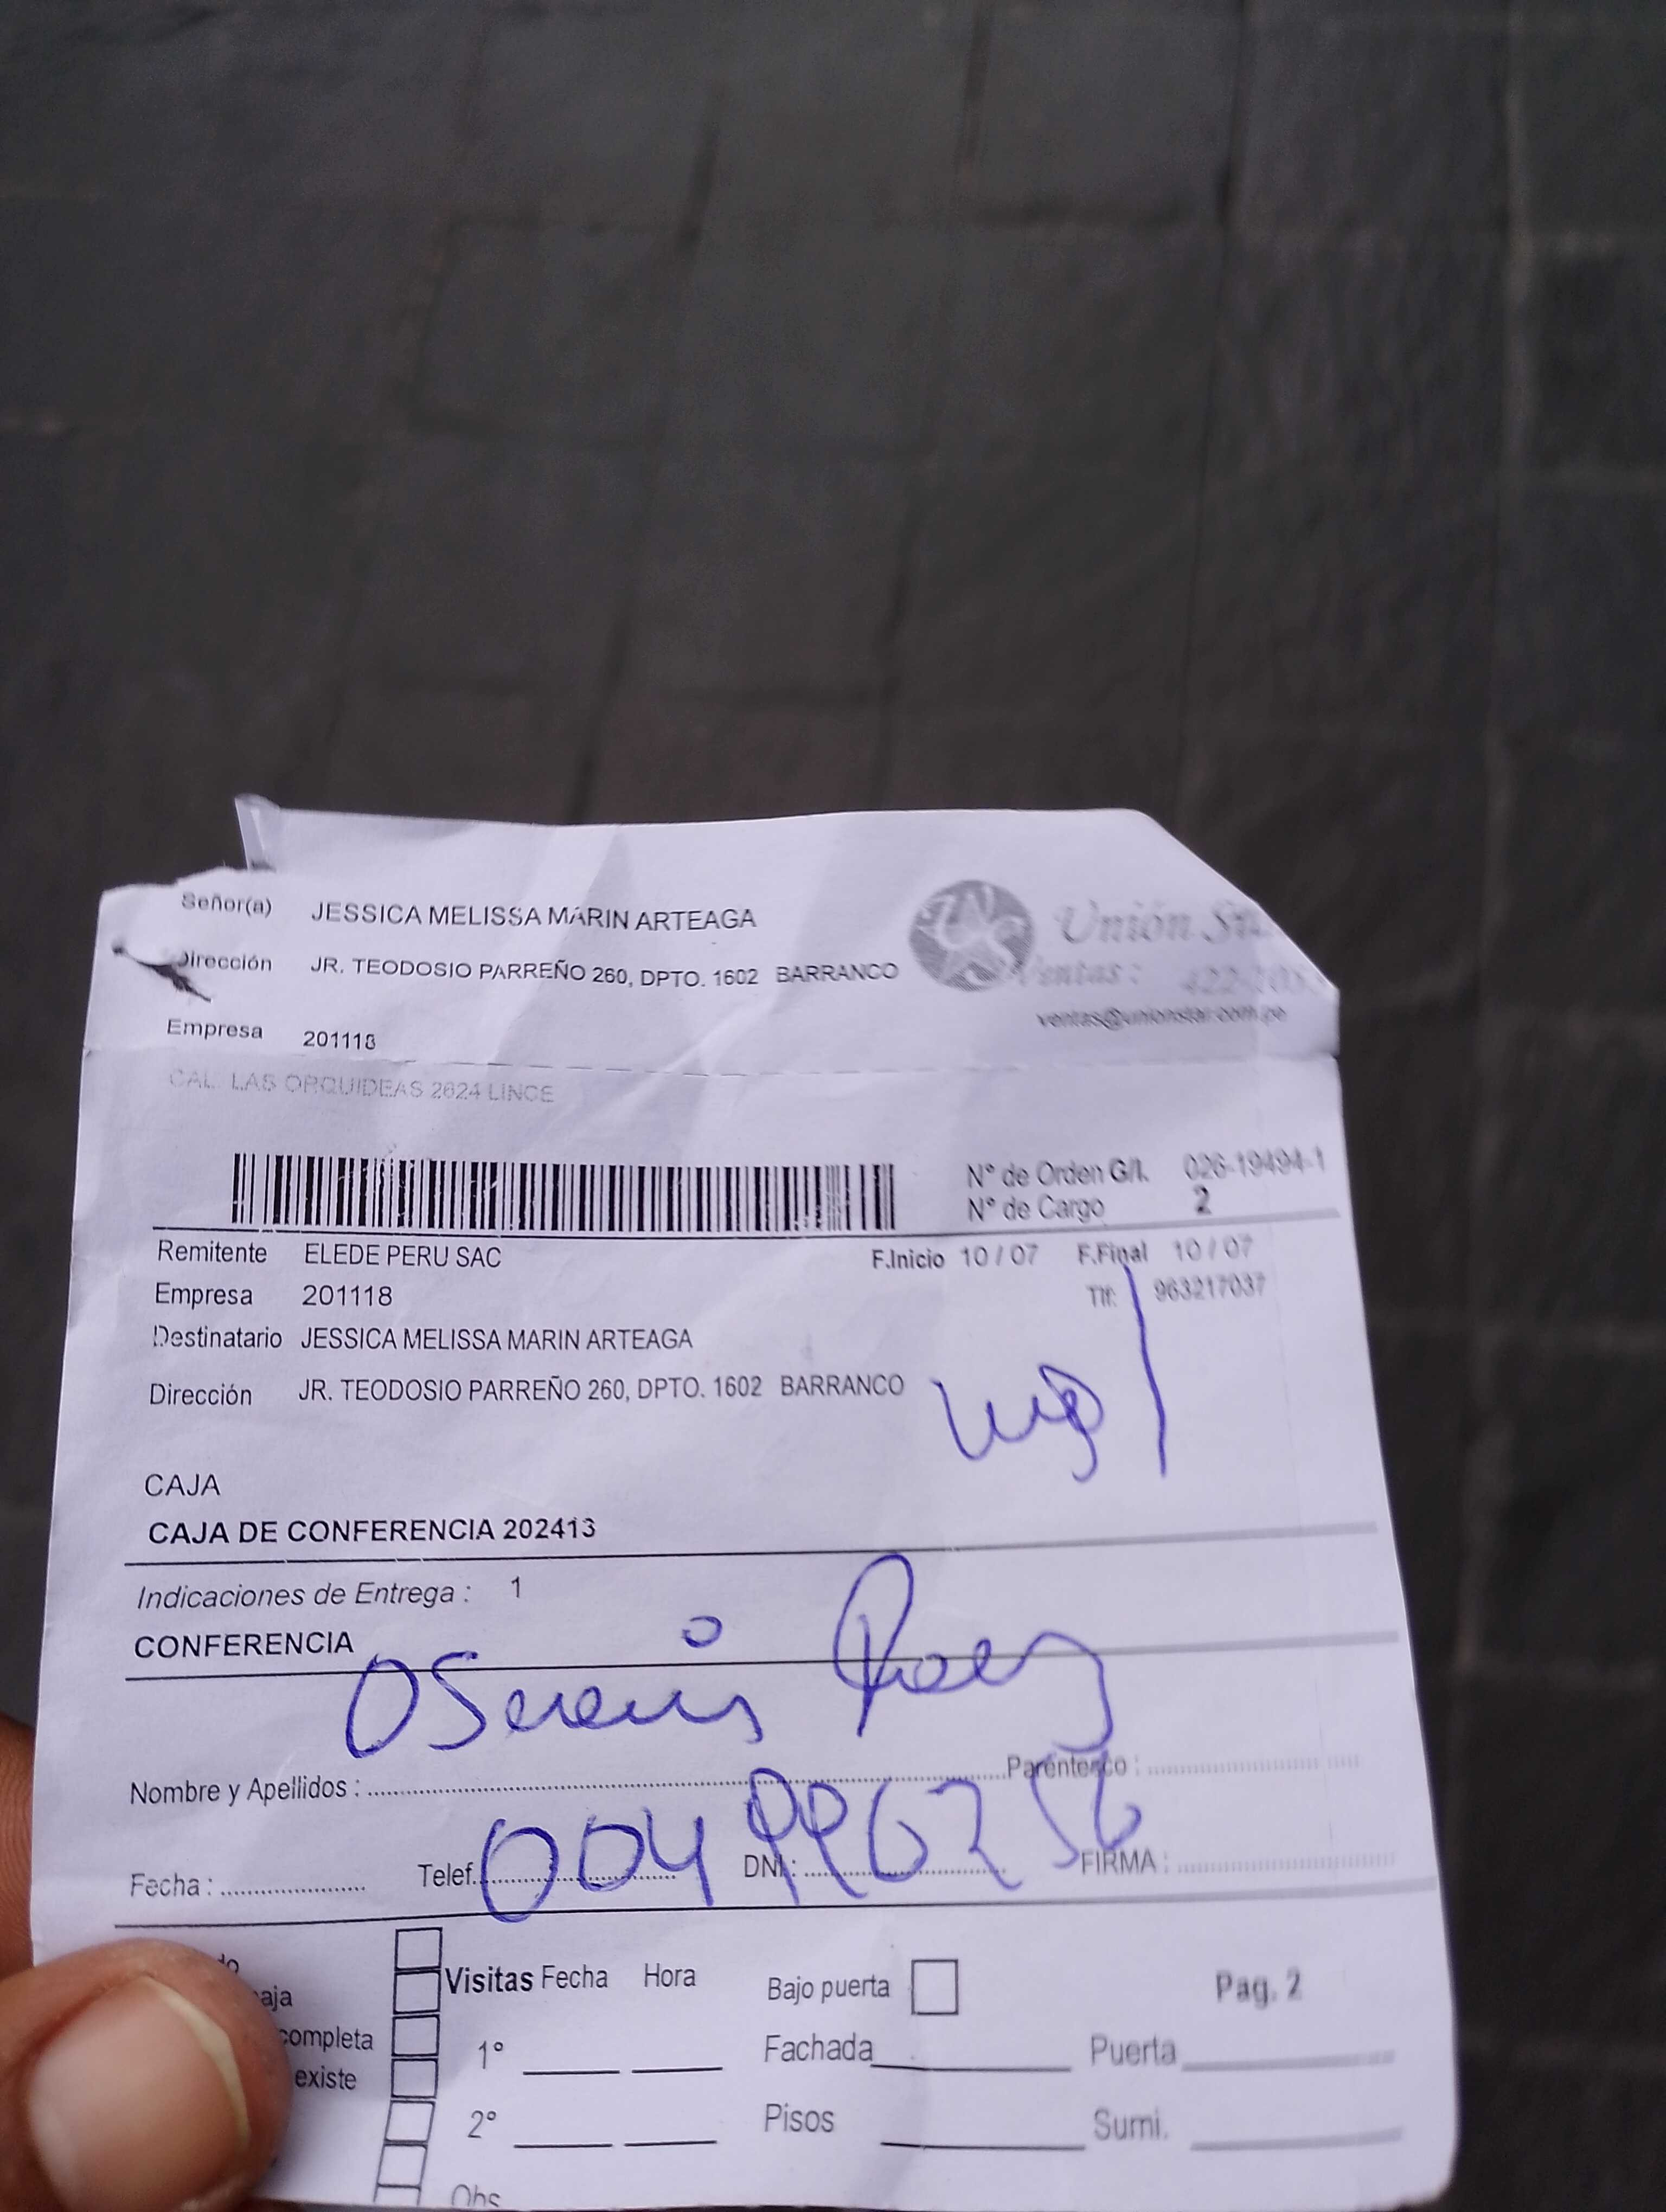 Señor(a) JESSICA MELISSA MARIN ARTEAGA
Unión
Dirección JR. TEODOSIO PARREÑO 260, DPTO. 1602 BARRANCO
Ventas :
Empresa 201118
ventas@unionstar.com.pe
CAL. LAS ORQUIDEAS 2624 LINCE
N° de Orden G/I. 026-19494-1
N° de Cargo 2
Remitente ELEDE PERU SAC F.Inicio 10 / 07 F.Final 10 / 07
Empresa 201118 Tlf: 963217037
Destinatario JESSICA MELISSA MARIN ARTEAGA
Dirección JR. TEODOSIO PARREÑO 260, DPTO. 1602 BARRANCO
CAJA
CAJA DE CONFERENCIA 202413
Indicaciones de Entrega : 1
CONFERENCIA
Nombre y Apellidos : Parentesco :
004996256
Fecha : Telef. DNI : FIRMA :
Visitas Fecha Hora Bajo puerta Pag. 2
completa
1° Fachada Puerta
existe
2° Pisos Sumi.
Obs